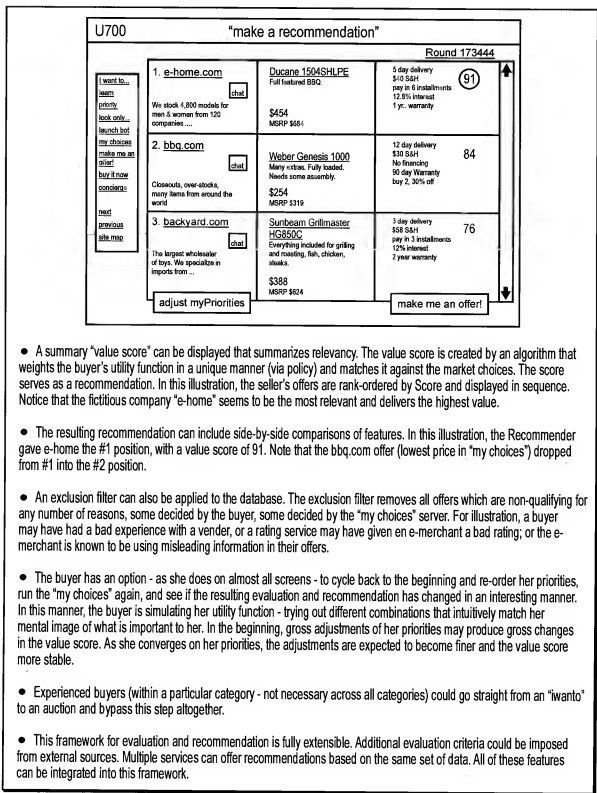 U700 "make a recommendation"
Round 173444
I want to...
learn
priority
look only...
launch bot
my choices
make me an
offer!
buy it now
concierge
next
previous
site map
1. e-home.com
chat
We stock 4,800 models for
men & women from 120
companies ....
Ducane 1504SHLPE
Full featured BBQ.
$454
MSRP $684
5 day delivery
$40 S&H
pay in 6 installments
12.8% interest
1 yr.. warranty
91
2. bbq.com
chat
Closeouts, over-stocks,
many items from around the
world
Weber Genesis 1000
Many extras. Fully loaded.
Needs some assembly.
$254
MSRP $319
12 day delivery
$30 S&H
No financing
90 day Warranty
buy 2, 30% off
84
3. backyard.com
chat
The largest wholesaler
of toys. We specialize in
imports from ...
Sunbeam Grillmaster
HG850C
Everything included for grilling
and roasting, fish, chicken,
steaks.
$388
MSRP $624
3 day delivery
$58 S&H
pay in 3 installments
12% interest
2 year warranty
76
adjust myPriorities
make me an offer!
● A summary "value score" can be displayed that summarizes relevancy. The value score is created by an algorithm that
weights the buyer's utility function in a unique manner (via policy) and matches it against the market choices. The score
serves as a recommendation. In this illustration, the seller's offers are rank-ordered by Score and displayed in sequence.
Notice that the fictitious company "e-home" seems to be the most relevant and delivers the highest value.
● The resulting recommendation can include side-by-side comparisons of features. In this illustration, the Recommender
gave e-home the #1 position, with a value score of 91. Note that the bbq.com offer (lowest price in "my choices") dropped
from #1 into the #2 position.
● An exclusion filter can also be applied to the database. The exclusion filter removes all offers which are non-qualifying for
any number of reasons, some decided by the buyer, some decided by the "my choices" server. For illustration, a buyer
may have had a bad experience with a vender, or a rating service may have given en e-merchant a bad rating; or the e-
merchant is known to be using misleading information in their offers.
● The buyer has an option - as she does on almost all screens - to cycle back to the beginning and re-order her priorities,
run the "my choices" again, and see if the resulting evaluation and recommendation has changed in an interesting manner.
In this manner, the buyer is simulating her utility function - trying out different combinations that intuitively match her
mental image of what is important to her. In the beginning, gross adjustments of her priorities may produce gross changes
in the value score. As she converges on her priorities, the adjustments are expected to become finer and the value score
more stable.
● Experienced buyers (within a particular category - not necessary across all categories) could go straight from an "iwanto"
to an auction and bypass this step altogether.
● This framework for evaluation and recommendation is fully extensible. Additional evaluation criteria could be imposed
from external sources. Multiple services can offer recommendations based on the same set of data. All of these features
can be integrated into this framework.